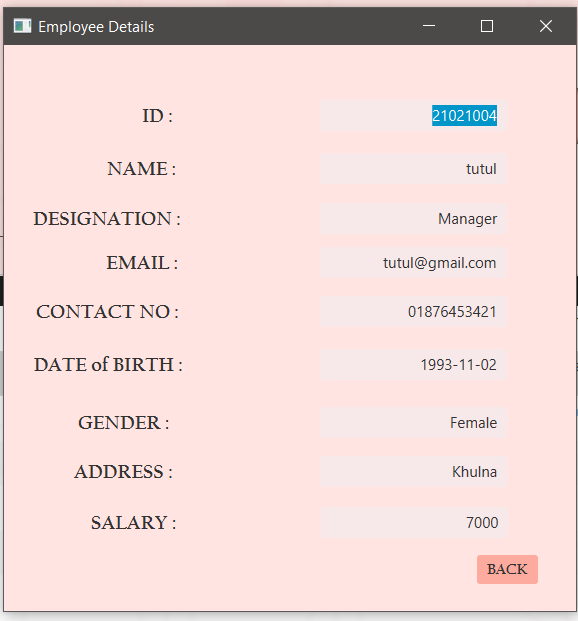 Employee Details
ID : 21021004
NAME : tutul
DESIGNATION : Manager
EMAIL : tutul@gmail.com
CONTACT NO : 01876453421
DATE of BIRTH : 1993-11-02
GENDER : Female
ADDRESS : Khulna
SALARY : 7000
BACK